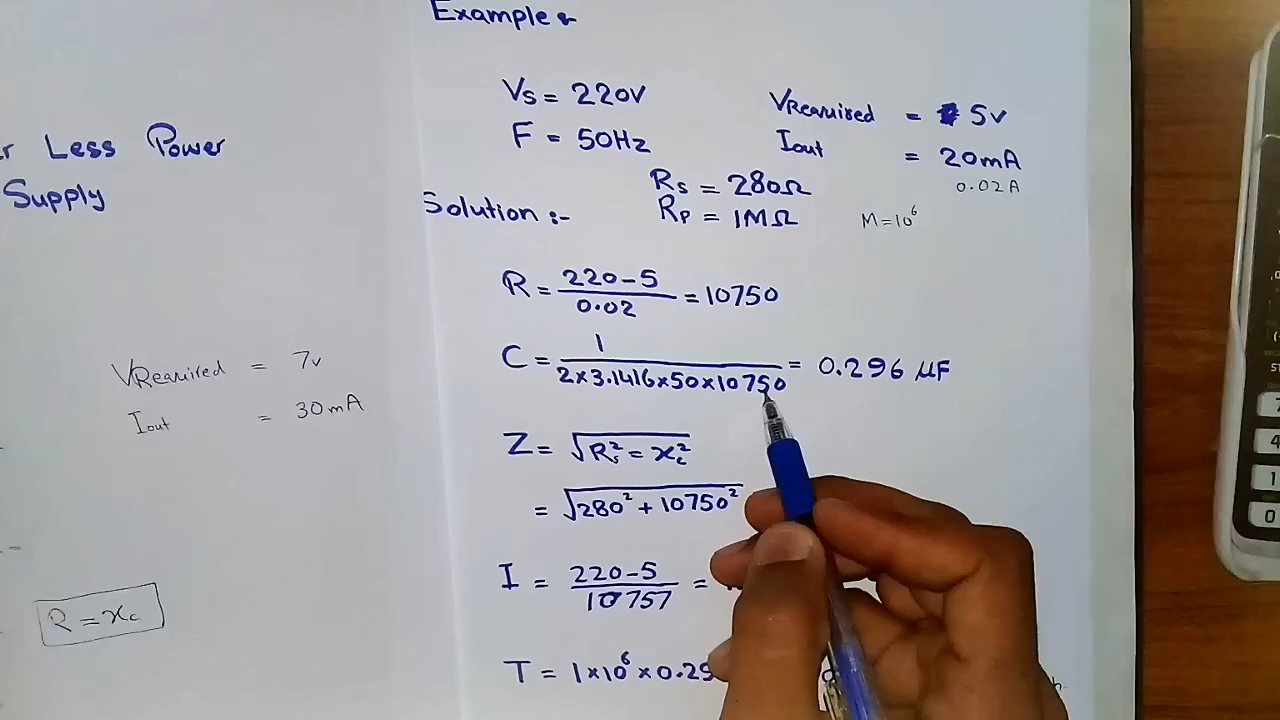 Example :-
Vs = 220V
F = 50Hz
VReauired = 5v
Iout = 20mA
0.02A
Less Power
Supply
Rs = 280Ω
Rp = 1MΩ
M=10⁶
Solution :-
R = 220-5 / 0.02 = 10750
C = 1 / 2×3.1416×50×10750 = 0.296 μF
VReauired = 7v
Iout = 30mA
Z = √Rs² = xc²
= √280² + 10750²
I = 220-5 / 10757 =
R = xc
T = 1×10⁶×0.29